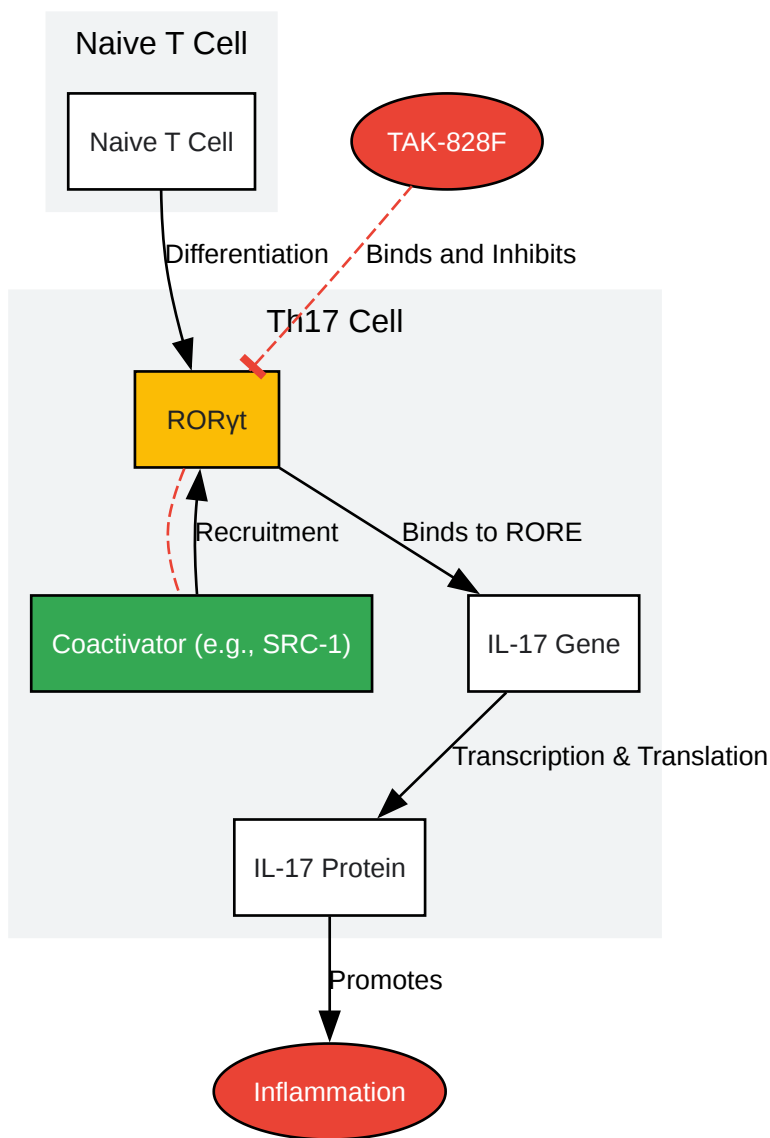 Naive T Cell
Naive T Cell
TAK-828F
Differentiation
Binds and Inhibits
Th17 Cell
RORγt
Recruitment
Binds to RORE
Coactivator (e.g., SRC-1)
IL-17 Gene
Transcription & Translation
IL-17 Protein
Promotes
Inflammation